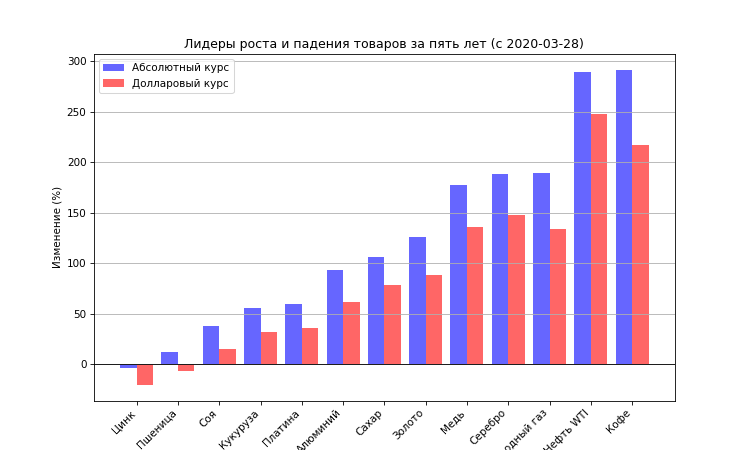 Лидеры роста и падения товаров за пять лет (с 2020-03-28)
Абсолютный курс
Долларовый курс
Изменение (%)
300
250
200
150
100
50
0
Цинк
Пшеница
Соя
Кукуруза
Платина
Алюминий
Сахар
Золото
Медь
Серебро
газ
Нефть WTI
Кофе